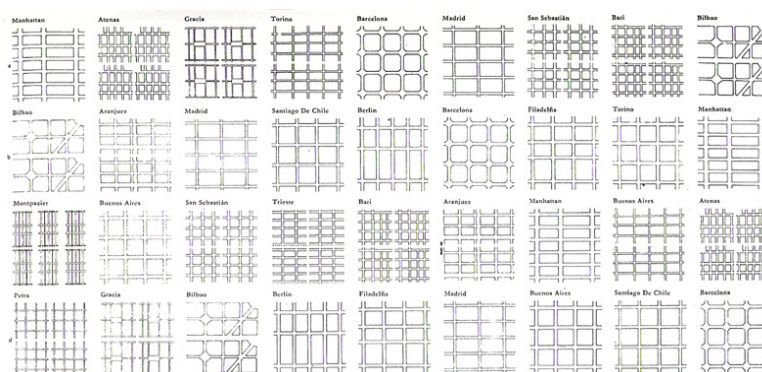 Manhattan Atenas Gracia Torino Barcelona Madrid San Sebastián Bari Bilbao
a
Bilbao Aranjuez Madrid Santiago De Chile Berlin Barcelona Filadelfia Torino Manhattan
b
Montpazier Buenos Aires San Sebastián Trieste Bari Aranjuez Manhattan Buenos Aires Atenas
Petra Gracia Bilbao Berlin Filadelfia Madrid Buenos Aires Santiago De Chile Barcelona
d